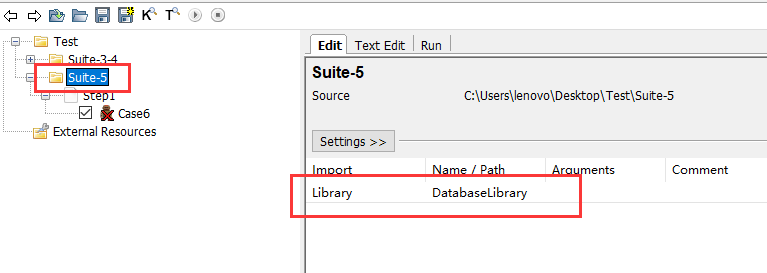 K T
Test
Suite-3-4
Suite-5
Step1
Case6
External Resources
Edit Text Edit Run
Suite-5
Source C:\Users\lenovo\Desktop\Test\Suite-5
Settings >>
Import Name / Path Arguments Comment
Library DatabaseLibrary